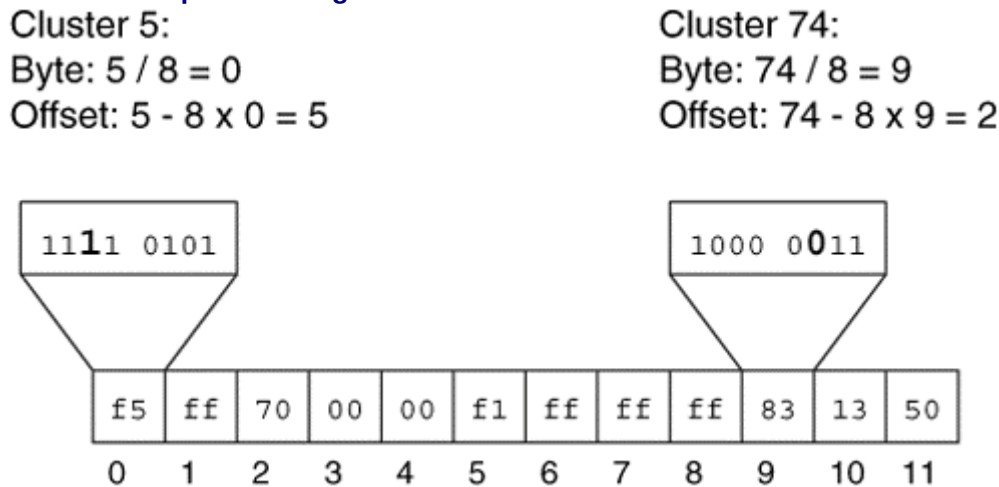 Cluster 5:
Byte: 5 / 8 = 0
Offset: 5 - 8 x 0 = 5
Cluster 74:
Byte: 74 / 8 = 9
Offset: 74 - 8 x 9 = 2
1111 0101
1000 0011
f5 ff 70 00 00 f1 ff ff ff 83 13 50
0 1 2 3 4 5 6 7 8 9 10 11